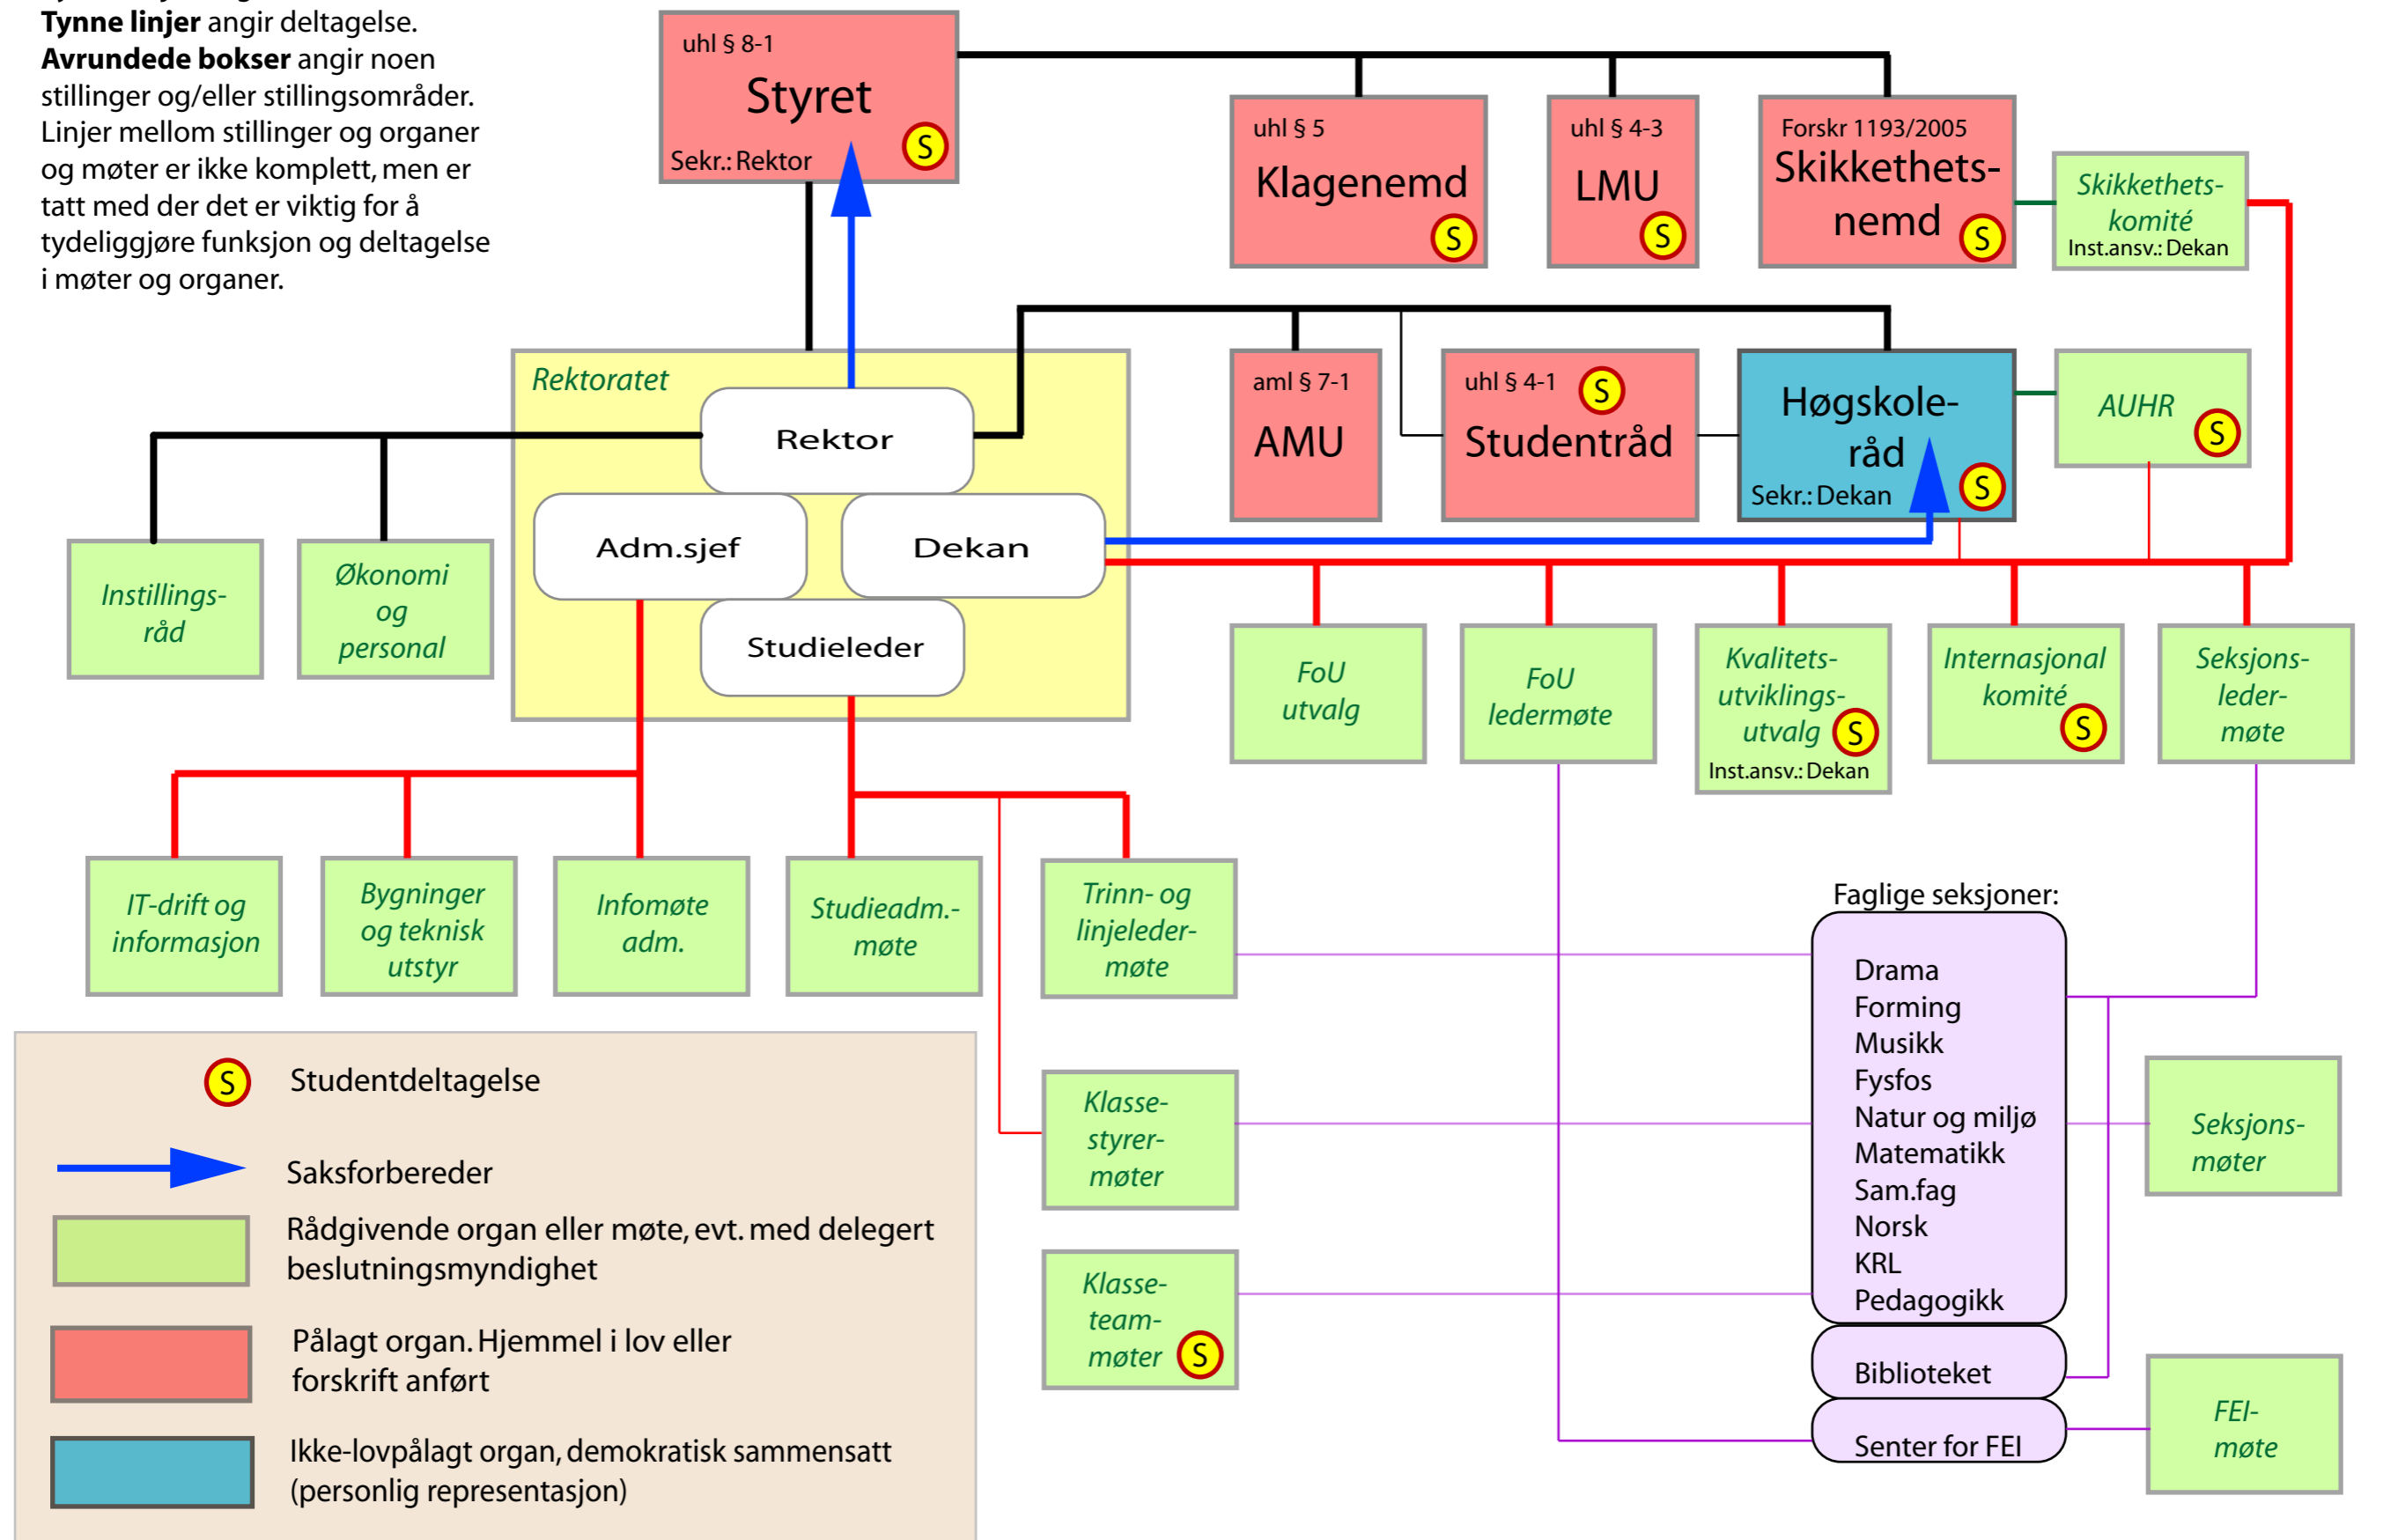 Tynne linjer angir deltagelse.
Avrundede bokser angir noen
stillinger og/eller stillingsområder.
Linjer mellom stillinger og organer
og møter er ikke komplett, men er
tatt med der det er viktig for å
tydeliggjøre funksjon og deltagelse
i møter og organer.
uhl § 8-1
Styret
Sekr.: Rektor
S
uhl § 5
Klagenemd
S
uhl § 4-3
LMU
S
Forskr 1193/2005
Skikkethets-
nemd
S
Skikkethets-
komité
Inst.ansv.: Dekan
Rektoratet
Rektor
Adm.sjef
Dekan
Studieleder
aml § 7-1
AMU
uhl § 4-1
S
Studentråd
Høgskole-
råd
Sekr.: Dekan
S
AUHR
S
Instillings-
råd
Økonomi
og
personal
FoU
utvalg
FoU
ledermøte
Kvalitets-
utviklings-
utvalg
S
Inst.ansv.: Dekan
Internasjonal
komité
S
Seksjons-
leder-
møte
IT-drift og
informasjon
Bygninger
og teknisk
utstyr
Infomøte
adm.
Studieadm.-
møte
Trinn- og
linjeleder-
møte
Klasse-
styrer-
møter
Klasse-
team-
møter
S
Faglige seksjoner:
Drama
Forming
Musikk
Fysfos
Natur og miljø
Matematikk
Sam.fag
Norsk
KRL
Pedagogikk
Biblioteket
Senter for FEI
Seksjons-
møter
FEI-
møte
S
Studentdeltagelse
Saksforbereder
Rådgivende organ eller møte, evt. med delegert
beslutningsmyndighet
Pålagt organ. Hjemmel i lov eller
forskrift anført
Ikke-lovpålagt organ, demokratisk sammensatt
(personlig representasjon)